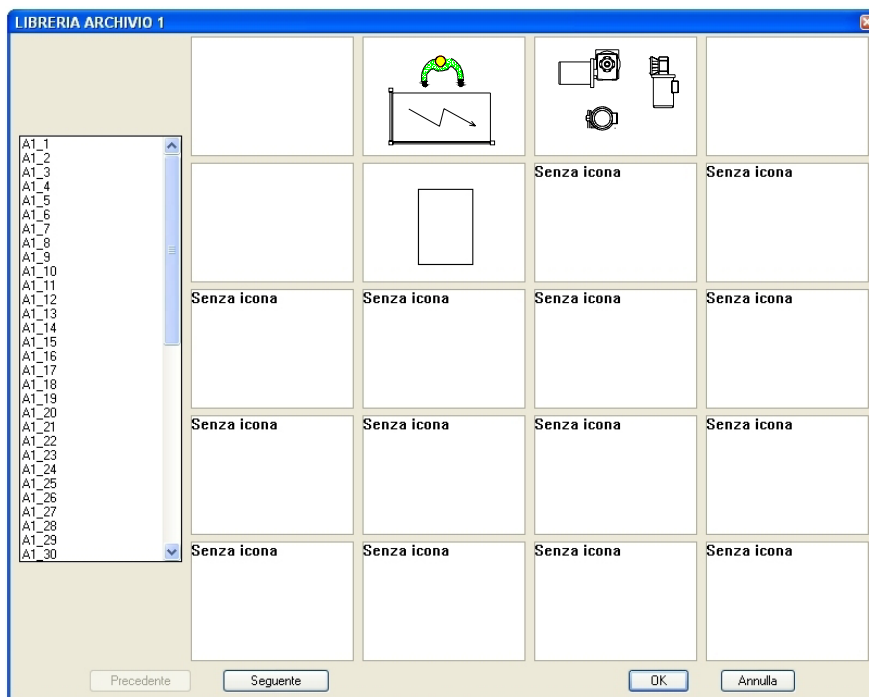 LIBRERIA ARCHIVIO 1
A1_1
A1_2
A1_3
A1_4
A1_5
A1_6
A1_7
A1_8
A1_9
A1_10
A1_11
A1_12
A1_13
A1_14
A1_15
A1_16
A1_17
A1_18
A1_19
A1_20
A1_21
A1_22
A1_23
A1_24
A1_25
A1_26
A1_27
A1_28
A1_29
A1_30
Senza icona Senza icona
Senza icona Senza icona Senza icona Senza icona
Senza icona Senza icona Senza icona Senza icona
Senza icona Senza icona Senza icona Senza icona
Precedente Seguente OK Annulla